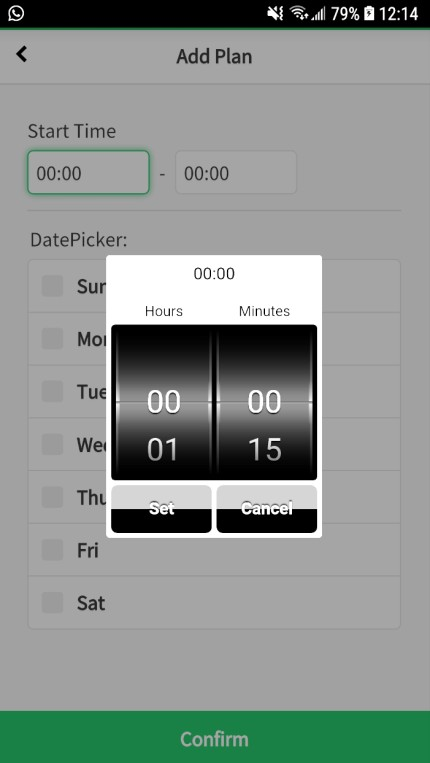 79% 12:14
Add Plan
Start Time
00:00 - 00:00
DatePicker:
00:00
Hours Minutes
00 00
01 15
Set Cancel
Sun
Mon
Tue
Wed
Thu
Fri
Sat
Confirm